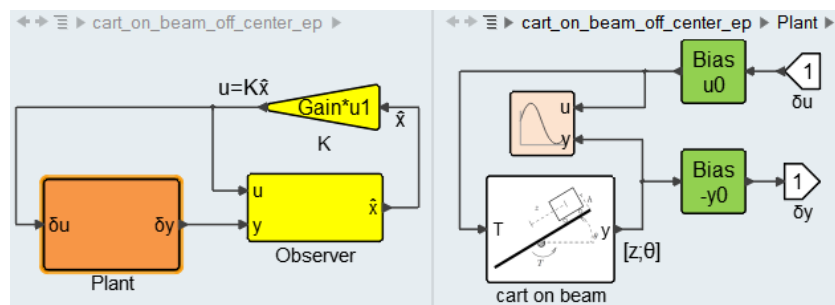 cart_on_beam_off_center_ep
u=Kx̂
Gain*u1
x̂
K
δu
δy
Plant
u
y
x̂
Observer
cart_on_beam_off_center_ep
Plant
Bias
u0
1
δu
u
y
Bias
-y0
1
δy
T
y
[z;θ]
cart on beam